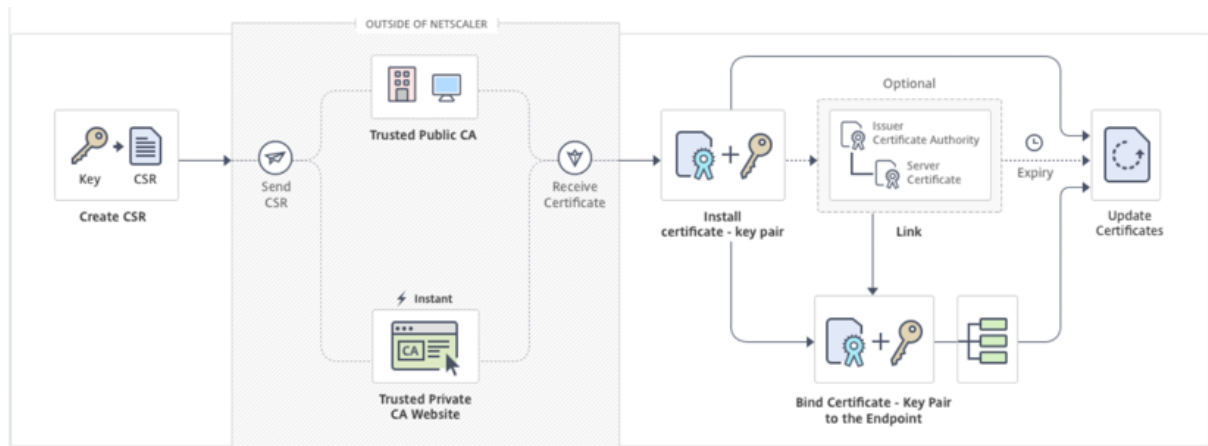 OUTSIDE OF NETSCALER
Key
CSR
Create CSR
Send
CSR
Trusted Public CA
Instant
CA
Trusted Private
CA Website
Receive
Certificate
Install
certificate - key pair
Optional
Issuer
Certificate Authority
Server
Certificate
Link
Expiry
Update
Certificates
Bind Certificate - Key Pair
to the Endpoint